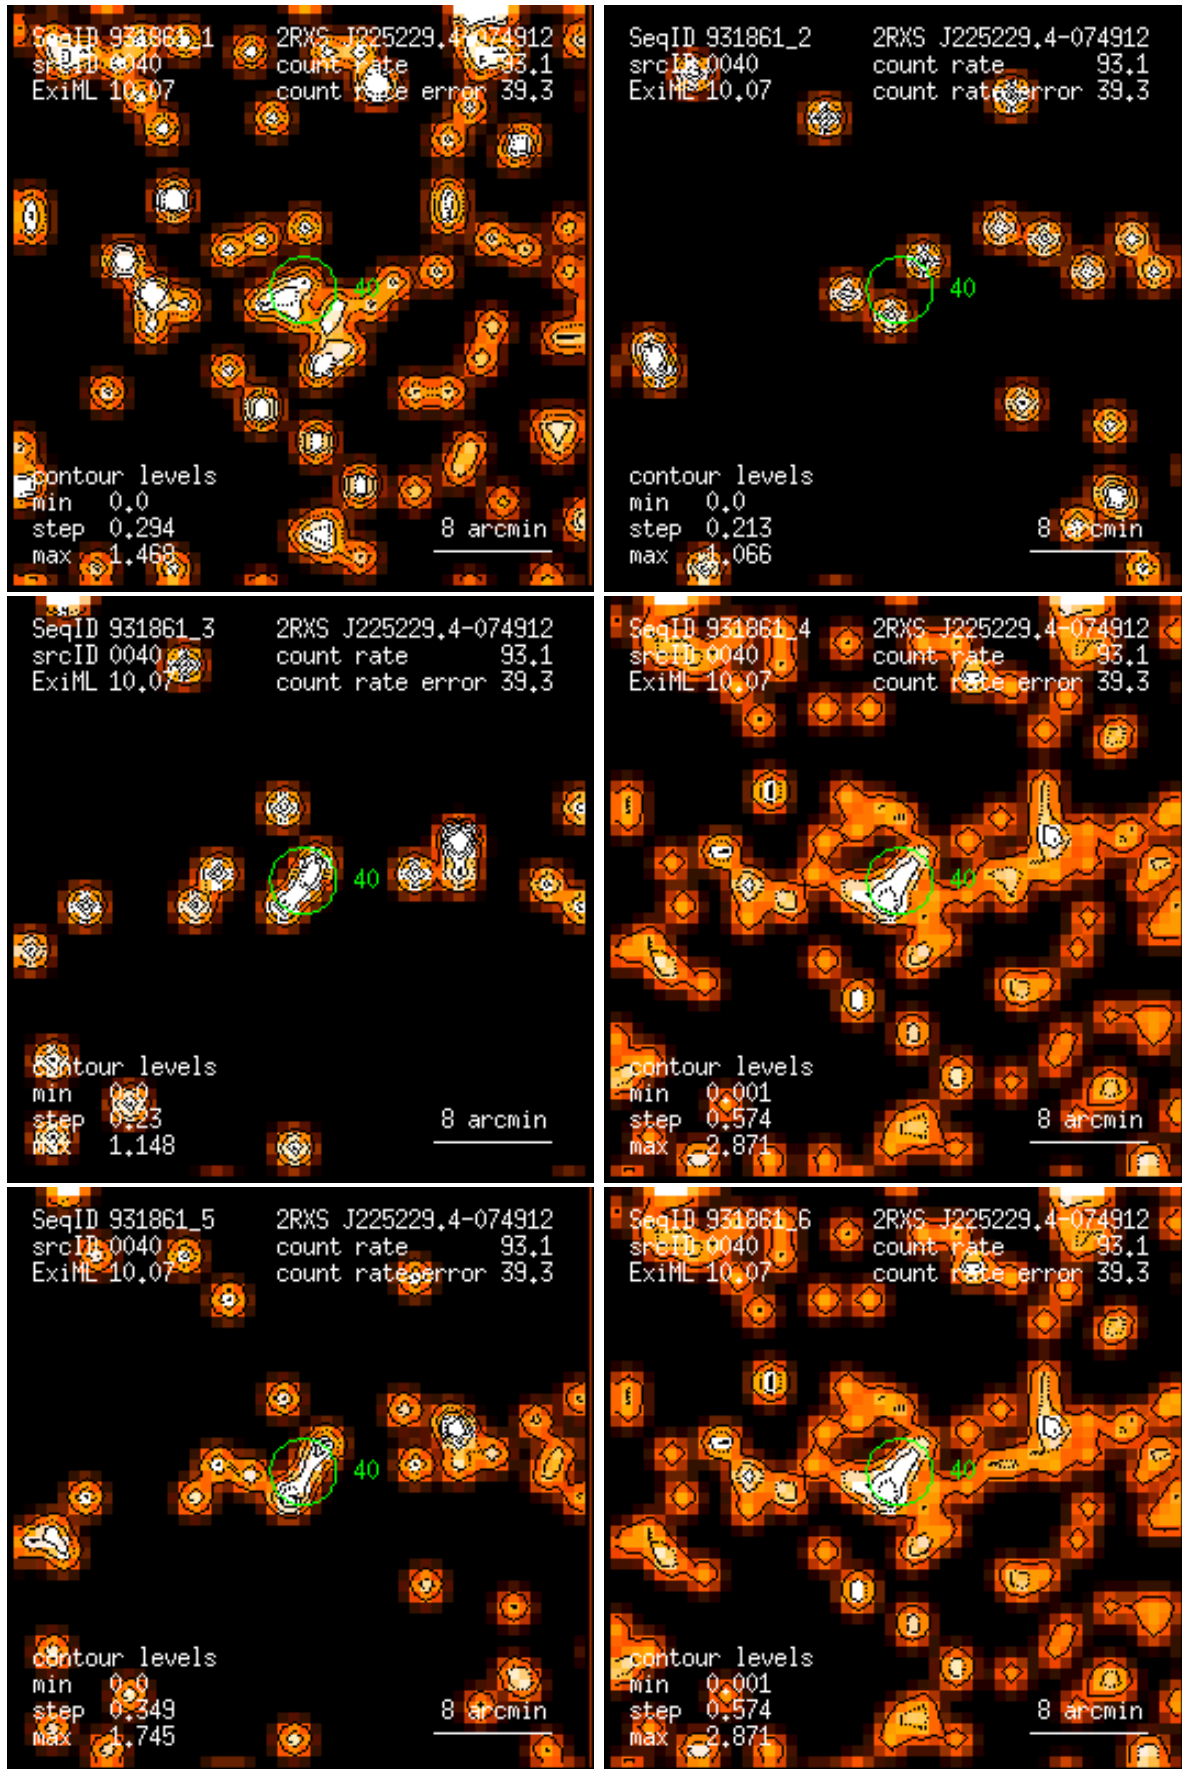 SeqID 931861_1 2RXS J225229.4-074912
srcID 0040 count rate 93.1
ExiML 10.07 count rate error 39.3
40
contour levels
min 0.0
step 0.294
max 1.468
8 arcmin
SeqID 931861_2 2RXS J225229.4-074912
srcID 0040 count rate 93.1
ExiML 10.07 count rate error 39.3
40
contour levels
min 0.0
step 0.213
max 1.066
8 arcmin
SeqID 931861_3 2RXS J225229.4-074912
srcID 0040 count rate 93.1
ExiML 10.07 count rate error 39.3
40
contour levels
min 0.0
step 0.23
max 1.148
8 arcmin
SeqID 931861_4 2RXS J225229.4-074912
srcID 0040 count rate 93.1
ExiML 10.07 count rate error 39.3
40
contour levels
min 0.001
step 0.574
max 2.871
8 arcmin
SeqID 931861_5 2RXS J225229.4-074912
srcID 0040 count rate 93.1
ExiML 10.07 count rate error 39.3
40
contour levels
min 0.0
step 0.349
max 1.745
8 arcmin
SeqID 931861_6 2RXS J225229.4-074912
srcID 0040 count rate 93.1
ExiML 10.07 count rate error 39.3
40
contour levels
min 0.001
step 0.574
max 2.871
8 arcmin